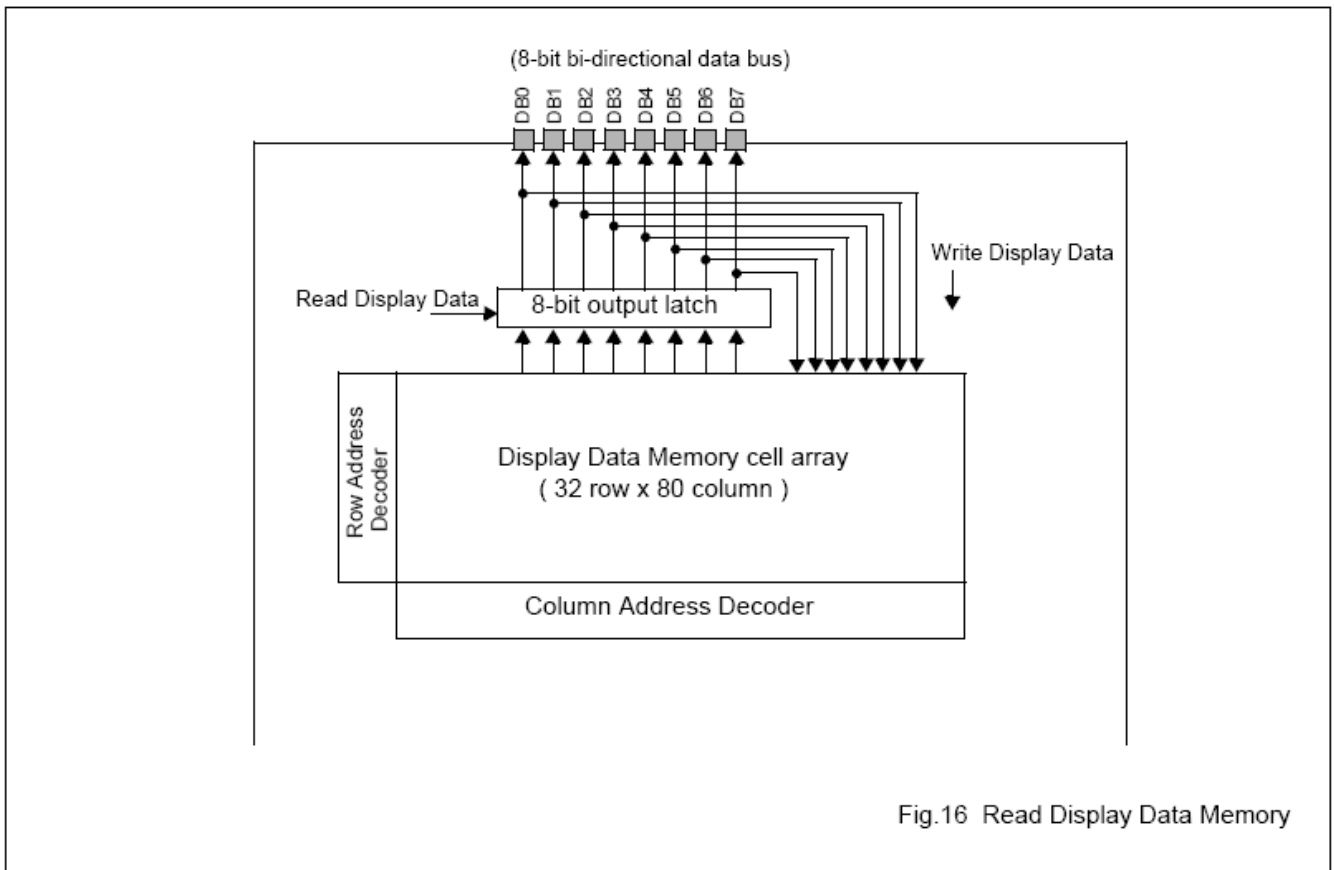 (8-bit bi-directional data bus)
DB0
DB1
DB2
DB3
DB4
DB5
DB6
DB7
Write Display Data
Read Display Data
8-bit output latch
Row Address
Decoder
Display Data Memory cell array
( 32 row x 80 column )
Column Address Decoder
Fig.16 Read Display Data Memory